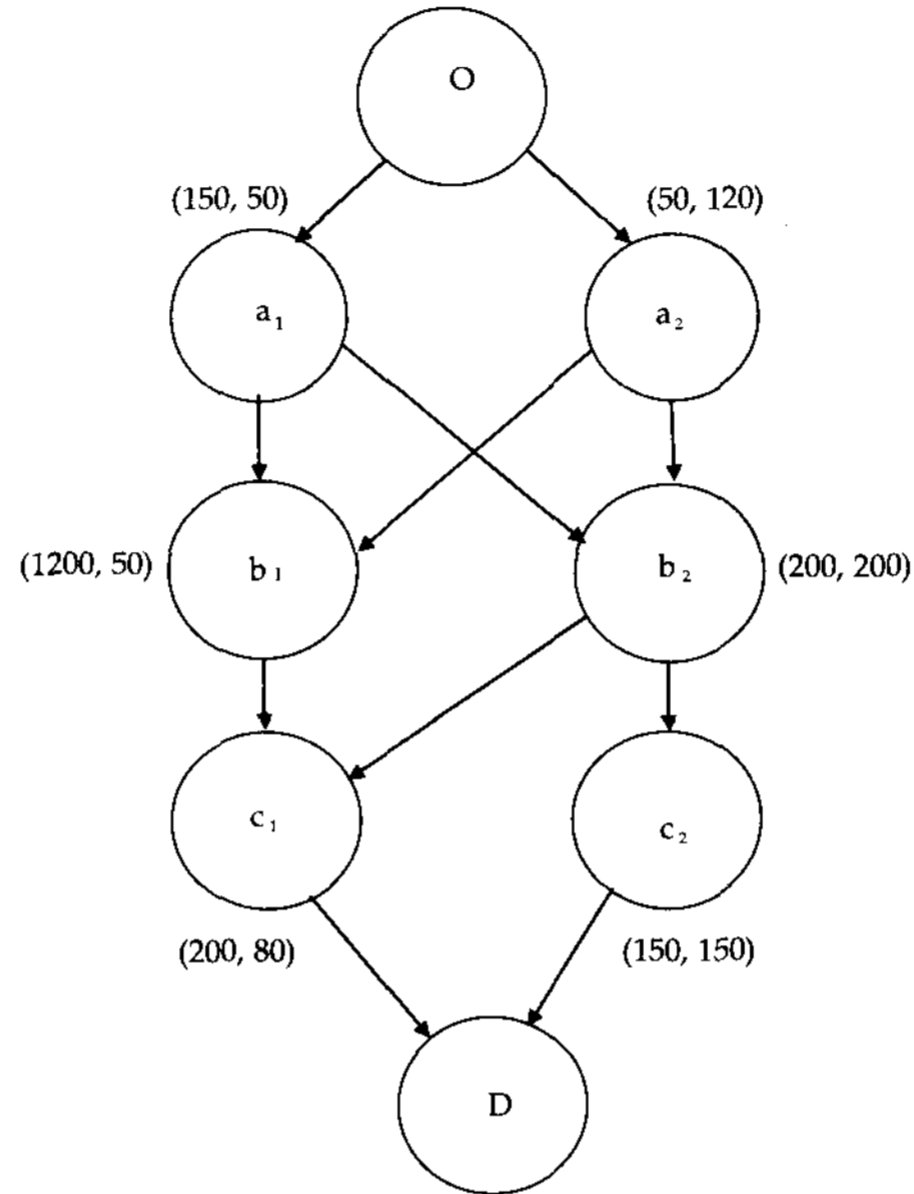 O
(150, 50) (50, 120)
a₁ a₂
(1200, 50) b₁ b₂ (200, 200)
c₁ c₂
(200, 80) (150, 150)
D